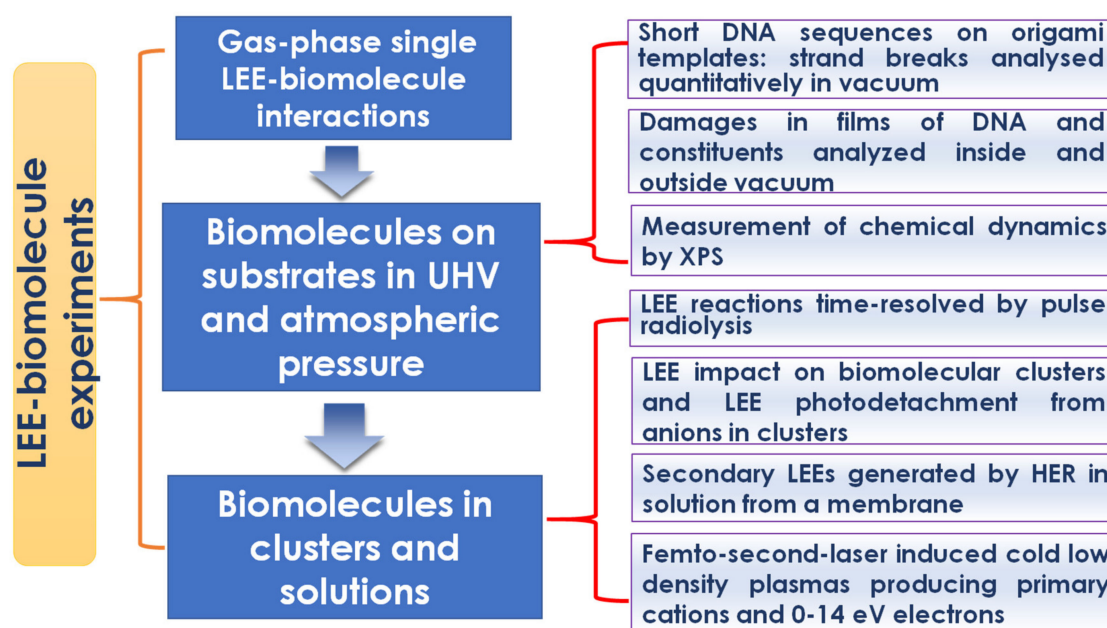 LEE-biomolecule
experiments
Gas-phase single
LEE-biomolecule
interactions
Biomolecules on
substrates in UHV
and atmospheric
pressure
Biomolecules in
clusters and
solutions
Short DNA sequences on origami
templates: strand breaks analysed
quantitatively in vacuum
Damages in films of DNA and
constituents analyzed inside and
outside vacuum
Measurement of chemical dynamics
by XPS
LEE reactions time-resolved by pulse
radiolysis
LEE impact on biomolecular clusters
and LEE photodetachment from
anions in clusters
Secondary LEEs generated by HER in
solution from a membrane
Femto-second-laser induced cold low
density plasmas producing primary
cations and 0-14 eV electrons